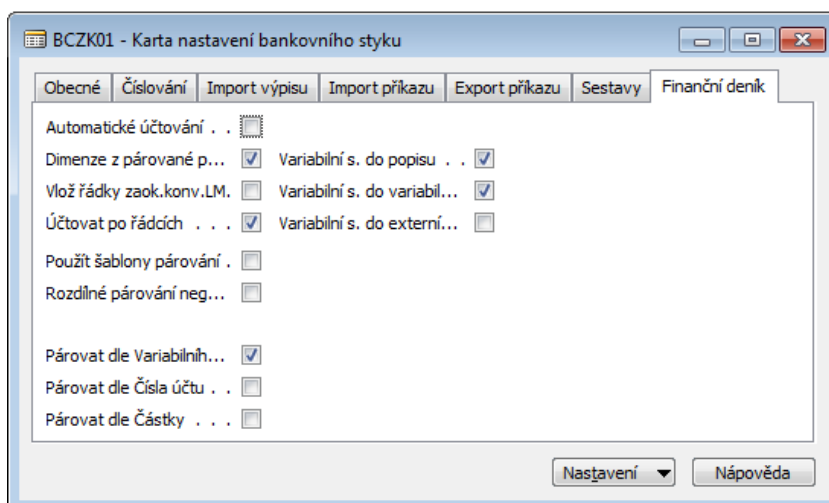 BCZK01 - Karta nastavení bankovního styku
Obecné Číslování Import výpisu Import příkazu Export příkazu Sestavy Finanční deník
Automatické účtování . .
Dimenze z párované p... Variabilní s. do popisu . .
Vlož řádky zaok.konv.LM. Variabilní s. do variabil...
Účtovat po řádcích . . . Variabilní s. do externí...
Použít šablony párování .
Rozdílné párování neg...
Párovat dle Variabilníh...
Párovat dle Čísla účtu . .
Párovat dle Částky . . . .
Nastavení Nápověda